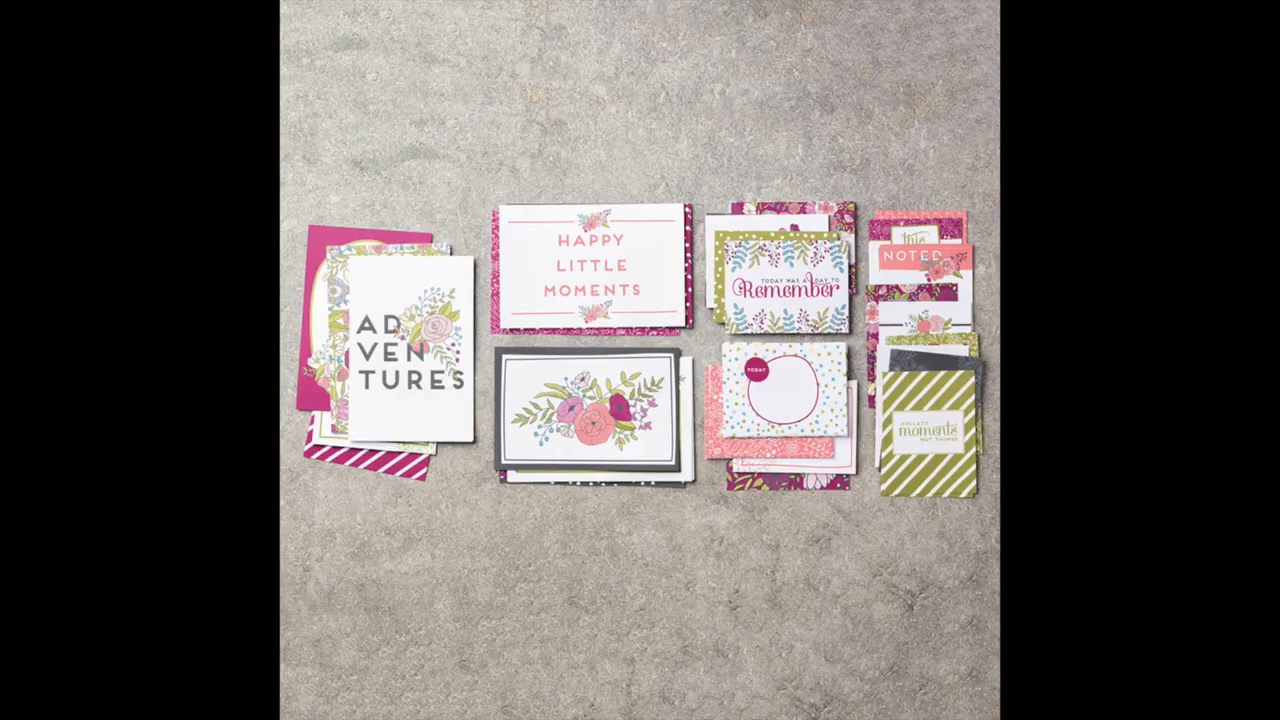 AD
VEN
TURES
HAPPY
LITTLE
MOMENTS
TODAY WAS A DAY TO
Remember
TODAY
this
NOTED
COLLECT
moments
NOT THINGS